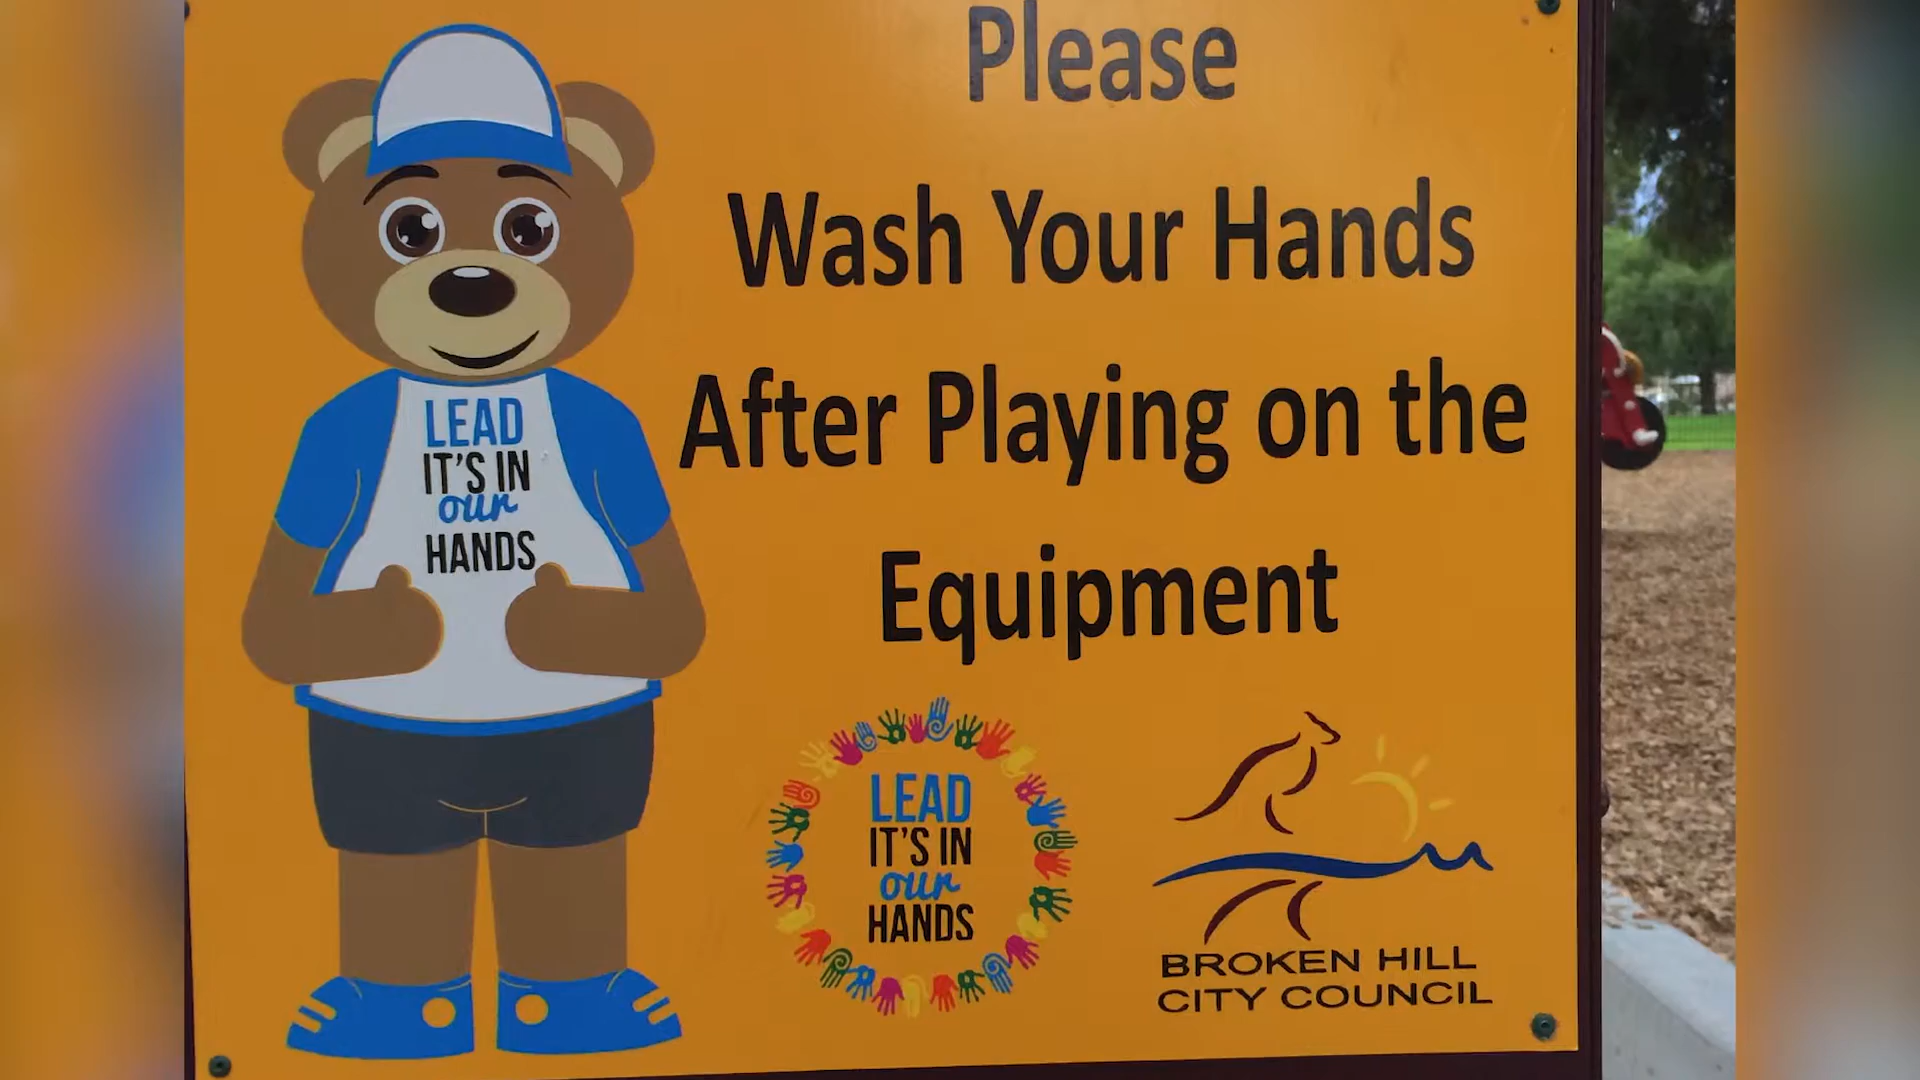 Please
Wash Your Hands
After Playing on the
Equipment
LEAD
IT'S IN
our
HANDS
LEAD
IT'S IN
our
HANDS
BROKEN HILL
CITY COUNCIL